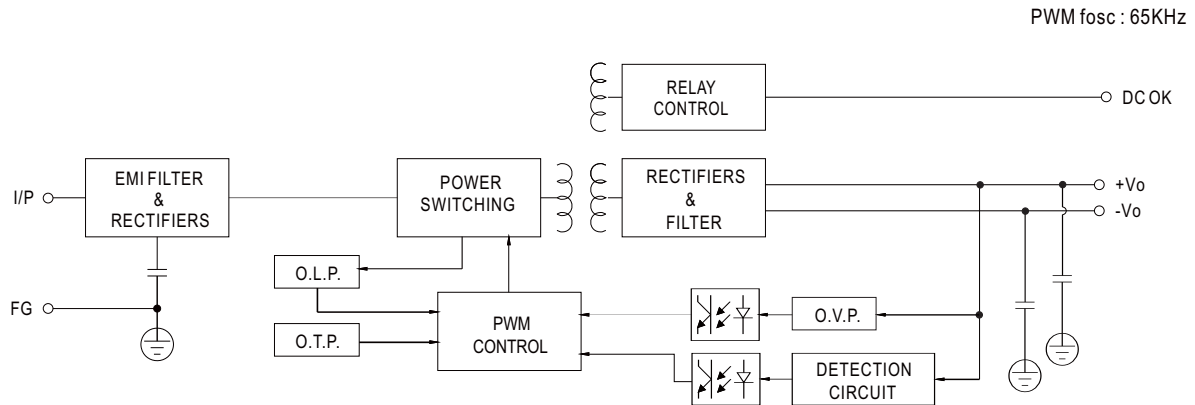 PWM fosc : 65KHz
RELAY
CONTROL
DC OK
I/P
EMI FILTER
&
RECTIFIERS
POWER
SWITCHING
RECTIFIERS
&
FILTER
+Vo
-Vo
O.L.P.
FG
O.T.P.
PWM
CONTROL
O.V.P.
DETECTION
CIRCUIT